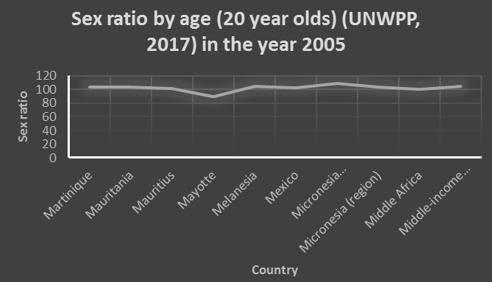 Sex ratio by age (20 year olds) (UNWPP,
2017) in the year 2005
Sex ratio
120
100
80
60
40
20
0
Martinique
Mauritania
Mauritius
Mayotte
Melanesia
Mexico
Micronesia...
Micronesia (region)
Middle Africa
Middle-income...
Country